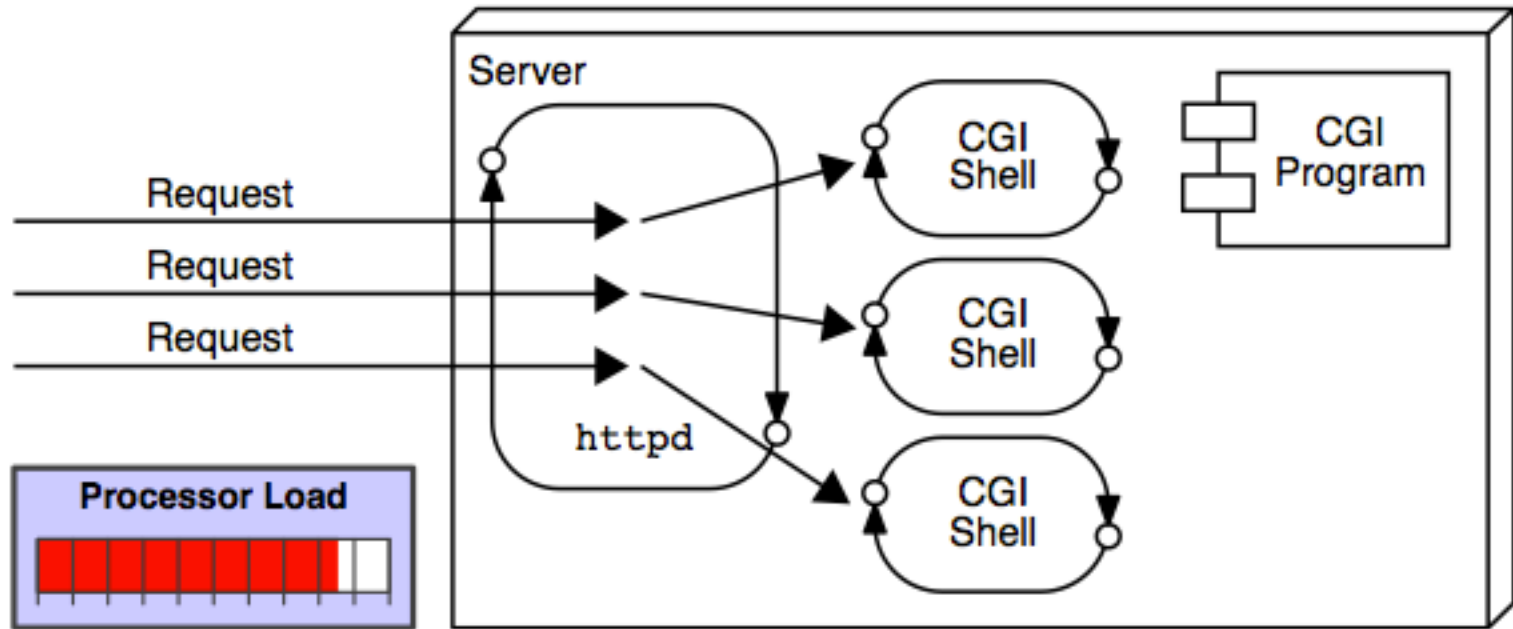 Server
CGI
Shell
CGI
Program
Request
Request
Request
CGI
Shell
httpd
CGI
Shell
Processor Load